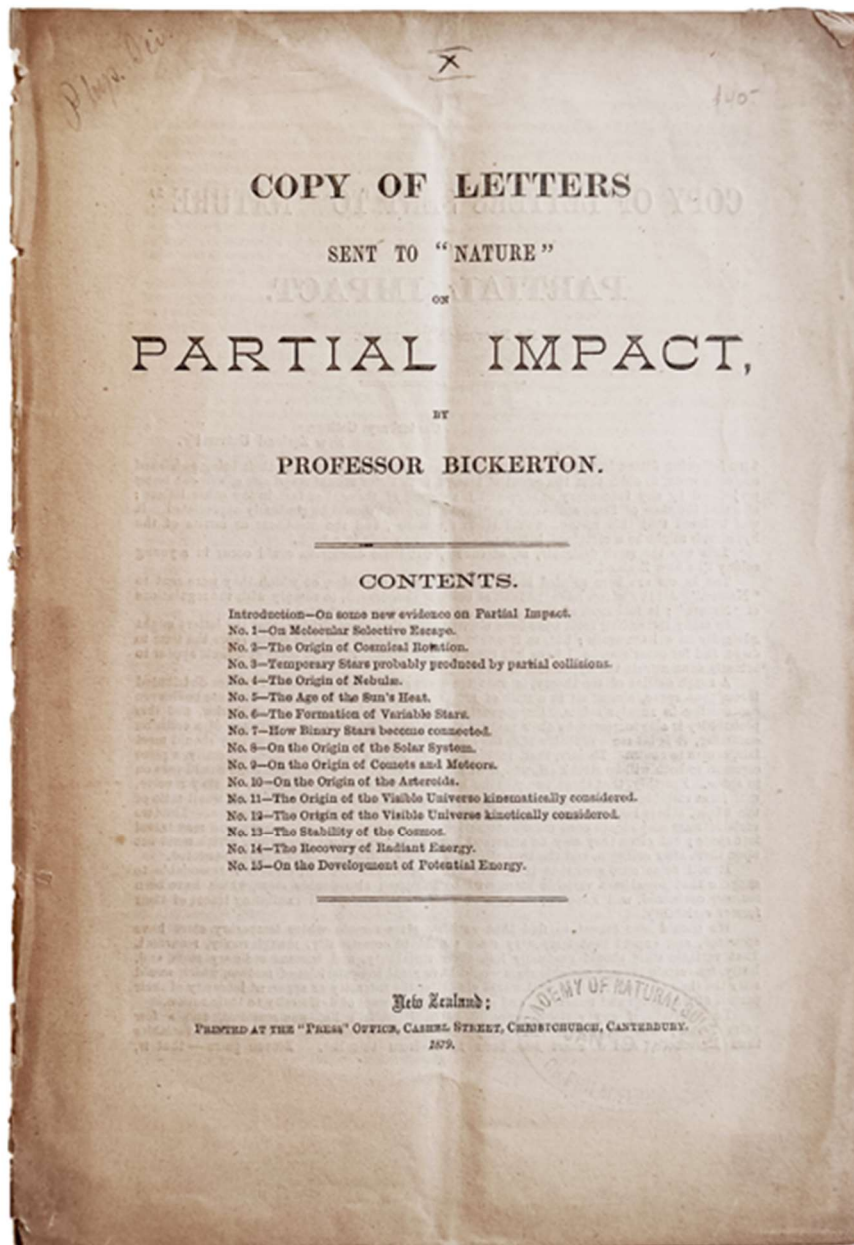 Phys. Sci.
X
$40-
COPY OF LETTERS
SENT TO "NATURE"
ON
PARTIAL IMPACT,
BY
PROFESSOR BICKERTON.
CONTENTS.
Introduction—On some new evidence on Partial Impact.
No. 1—On Molecular Selective Escape.
No. 2—The Origin of Cosmical Rotation.
No. 3—Temporary Stars probably produced by partial collisions.
No. 4—The Origin of Nebulæ.
No. 5—The Age of the Sun's Heat.
No. 6—The Formation of Variable Stars.
No. 7—How Binary Stars become connected.
No. 8—On the Origin of the Solar System.
No. 9—On the Origin of Comets and Meteors.
No. 10—On the Origin of the Asteroids.
No. 11—The Origin of the Visible Universe kinematically considered.
No. 12—The Origin of the Visible Universe kinetically considered.
No. 13—The Stability of the Cosmos.
No. 14—The Recovery of Radiant Energy.
No. 15—On the Development of Potential Energy.
New Zealand:
PRINTED AT THE "PRESS" OFFICE, CASHEL STREET, CHRISTCHURCH, CANTERBURY.
1879.
ACADEMY OF NATURAL